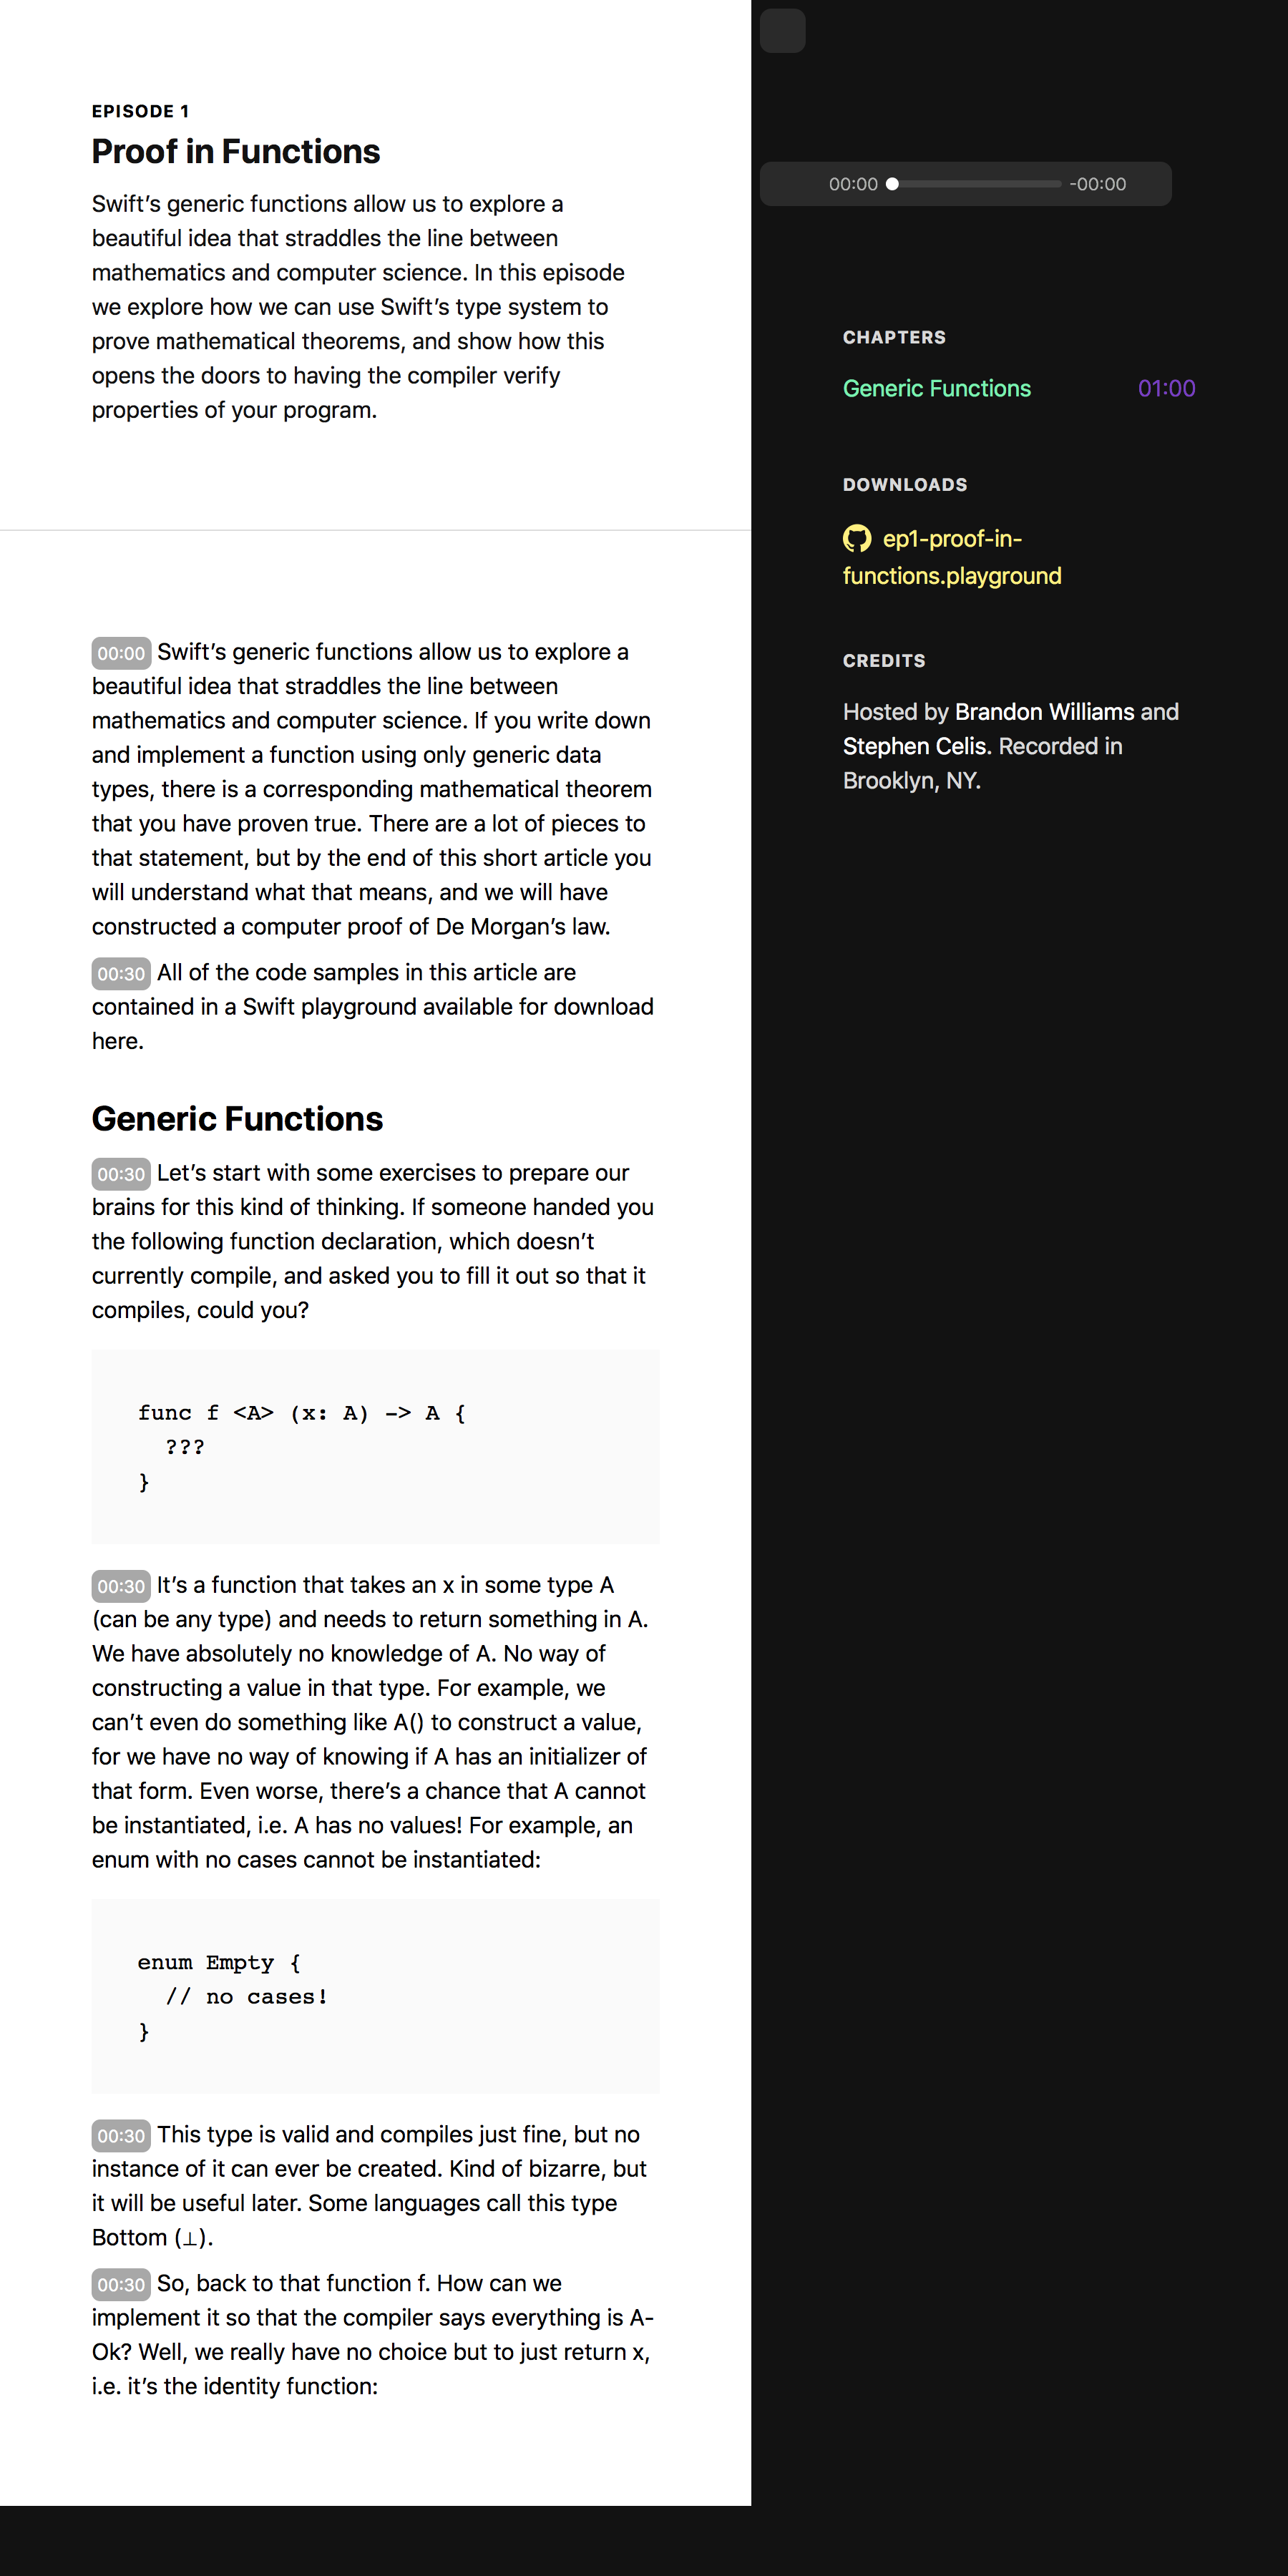 EPISODE 1
Proof in Functions
Swift’s generic functions allow us to explore a
beautiful idea that straddles the line between
mathematics and computer science. In this episode
we explore how we can use Swift’s type system to
prove mathematical theorems, and show how this
opens the doors to having the compiler verify
properties of your program.
00:00 Swift’s generic functions allow us to explore a
beautiful idea that straddles the line between
mathematics and computer science. If you write down
and implement a function using only generic data
types, there is a corresponding mathematical theorem
that you have proven true. There are a lot of pieces to
that statement, but by the end of this short article you
will understand what that means, and we will have
constructed a computer proof of De Morgan’s law.
00:30 All of the code samples in this article are
contained in a Swift playground available for download
here.
Generic Functions
00:30 Let’s start with some exercises to prepare our
brains for this kind of thinking. If someone handed you
the following function declaration, which doesn’t
currently compile, and asked you to fill it out so that it
compiles, could you?
func f <A> (x: A) -> A {
  ???
}
00:30 It’s a function that takes an x in some type A
(can be any type) and needs to return something in A.
We have absolutely no knowledge of A. No way of
constructing a value in that type. For example, we
can’t even do something like A() to construct a value,
for we have no way of knowing if A has an initializer of
that form. Even worse, there’s a chance that A cannot
be instantiated, i.e. A has no values! For example, an
enum with no cases cannot be instantiated:
enum Empty {
  // no cases!
}
00:30 This type is valid and compiles just fine, but no
instance of it can ever be created. Kind of bizarre, but
it will be useful later. Some languages call this type
Bottom (⊥).
00:30 So, back to that function f. How can we
implement it so that the compiler says everything is A-
Ok? Well, we really have no choice but to just return x,
i.e. it’s the identity function:
00:00 -00:00
CHAPTERS
Generic Functions 01:00
DOWNLOADS
ep1-proof-in-
functions.playground
CREDITS
Hosted by Brandon Williams and
Stephen Celis. Recorded in
Brooklyn, NY.